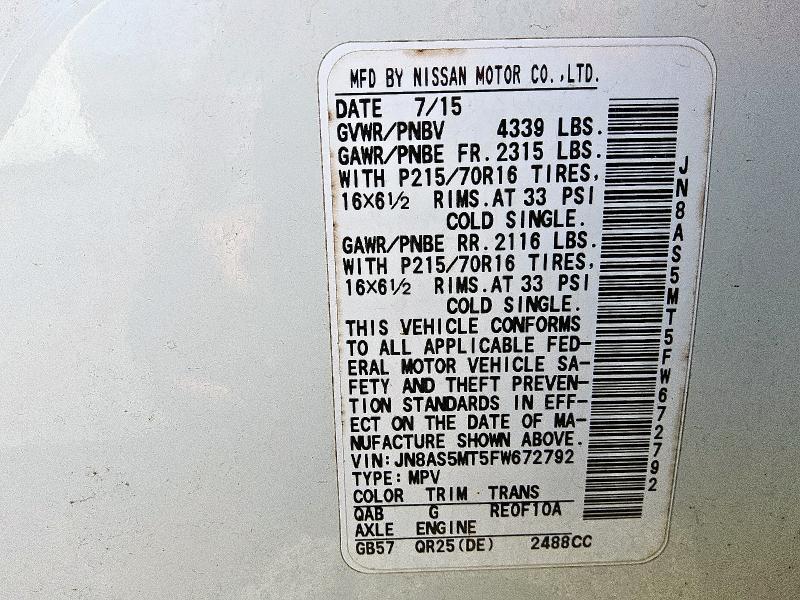 MFD BY NISSAN MOTOR CO.,LTD.
DATE 7/15
GVWR/PNBV 4339 LBS.
GAWR/PNBE FR. 2315 LBS.
WITH P215/70R16 TIRES,
16×6½ RIMS. AT 33 PSI
COLD SINGLE.
GAWR/PNBE RR. 2116 LBS.
WITH P215/70R16 TIRES,
16×6½ RIMS. AT 33 PSI
COLD SINGLE.
THIS VEHICLE CONFORMS
TO ALL APPLICABLE FED-
ERAL MOTOR VEHICLE SA-
FETY AND THEFT PREVEN-
TION STANDARDS IN EFF-
ECT ON THE DATE OF MA-
NUFACTURE SHOWN ABOVE.
VIN:JN8AS5MT5FW672792
TYPE:MPV
COLOR TRIM TRANS
QAB G RE0F10A
AXLE ENGINE
GB57 QR25(DE) 2488CC
JN8AS5MT5FW672792